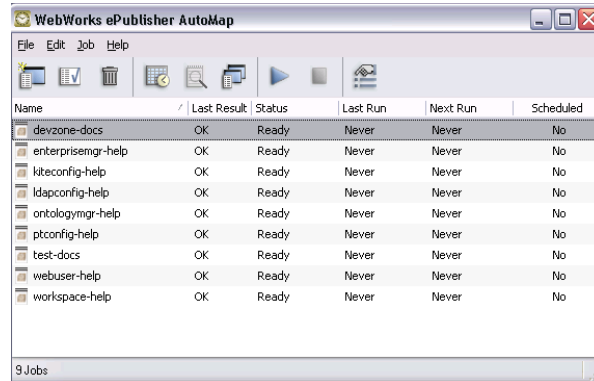 WebWorks ePublisher AutoMap
File Edit Job Help
Name Last Result Status Last Run Next Run Scheduled
devzone-docs OK Ready Never Never No
enterprisemgr-help OK Ready Never Never No
kiteconfig-help OK Ready Never Never No
ldapconfig-help OK Ready Never Never No
ontologymgr-help OK Ready Never Never No
ptconfig-help OK Ready Never Never No
test-docs OK Ready Never Never No
webuser-help OK Ready Never Never No
workspace-help OK Ready Never Never No
9 Jobs